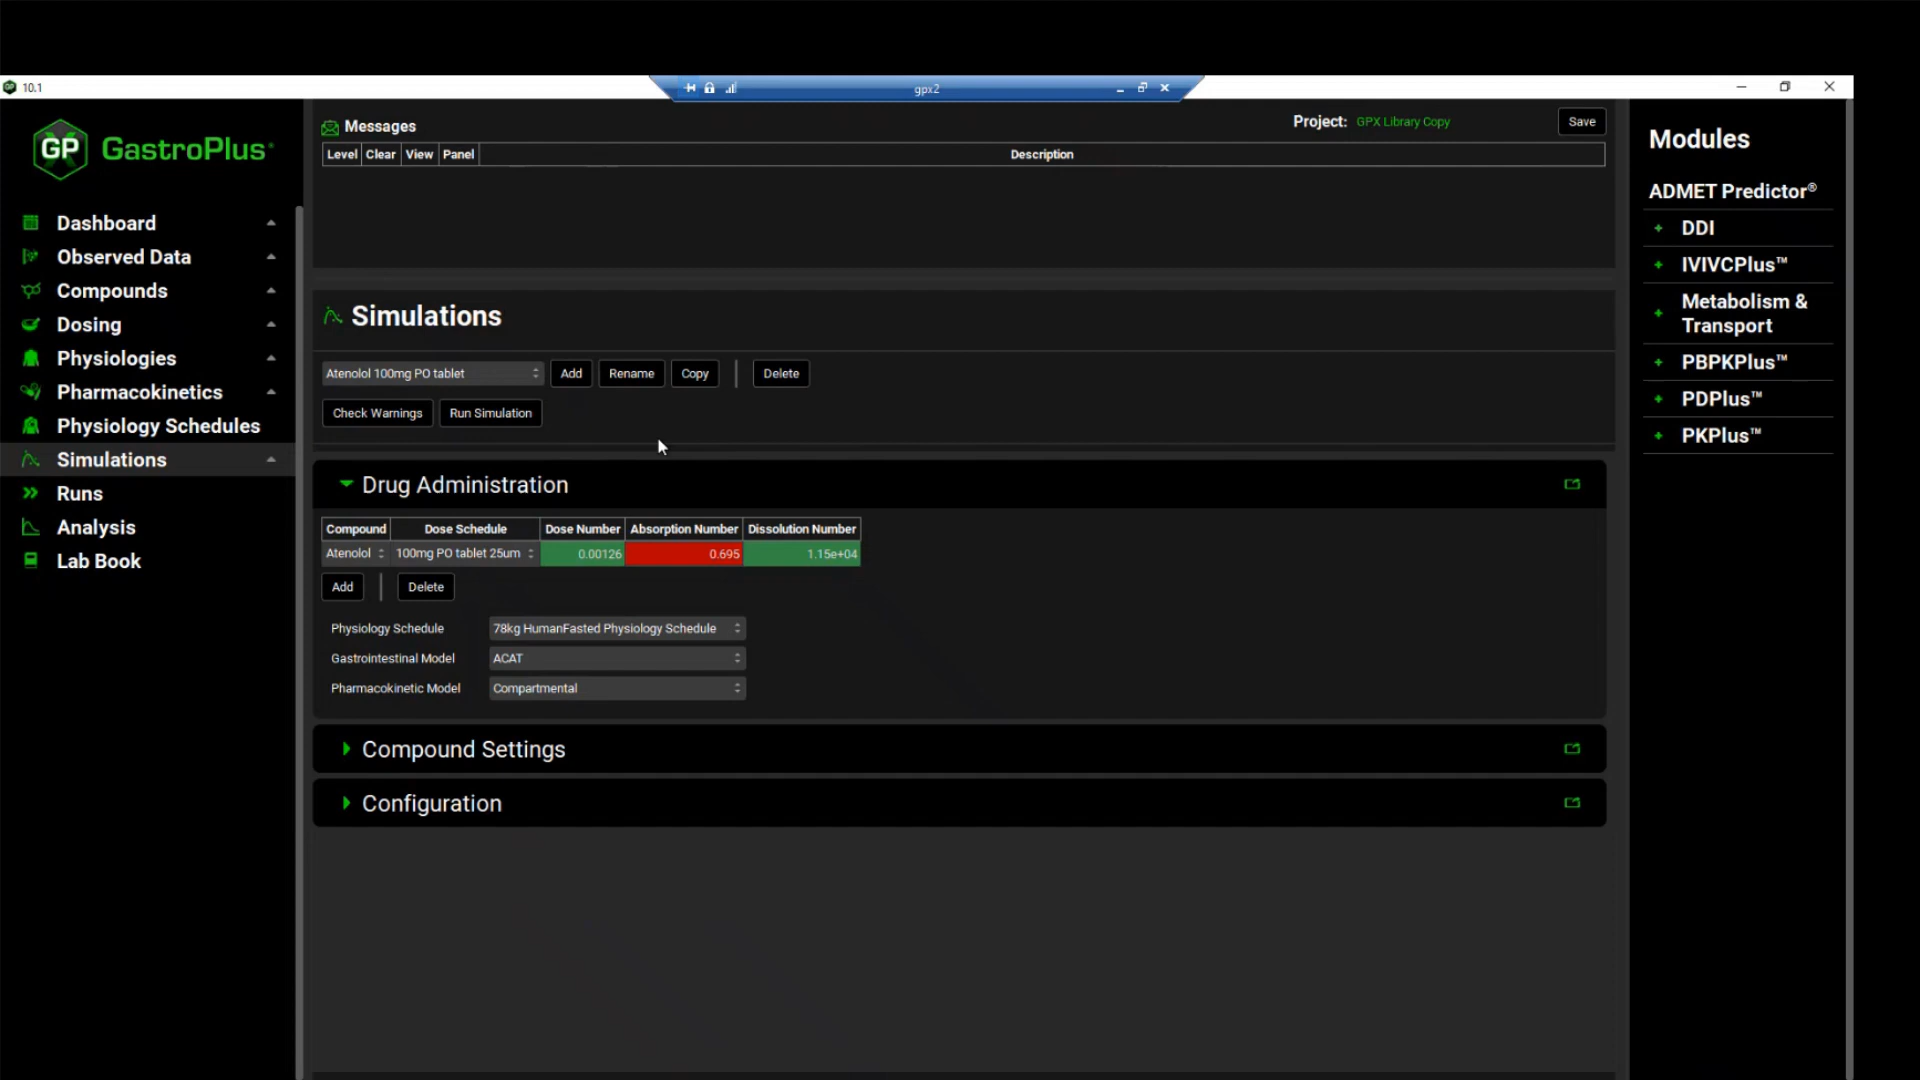 10.1
gpx2
GP GastroPlus®
Dashboard
Observed Data
Compounds
Dosing
Physiologies
Pharmacokinetics
Physiology Schedules
Simulations
Runs
Analysis
Lab Book
Messages
Project: GPX Library Copy
Save
Level Clear View Panel Description
Simulations
Atenolol 100mg PO tablet Add Rename Copy Delete
Check Warnings Run Simulation
Drug Administration
Compound Dose Schedule Dose Number Absorption Number Dissolution Number
Atenolol 100mg PO tablet 25um 0.00126 0.695 1.15e+04
Add Delete
Physiology Schedule 78kg HumanFasted Physiology Schedule
Gastrointestinal Model ACAT
Pharmacokinetic Model Compartmental
Compound Settings
Configuration
Modules
ADMET Predictor®
DDI
IVIVCPlus™
Metabolism &
Transport
PBPKPlus™
PDPlus™
PKPlus™